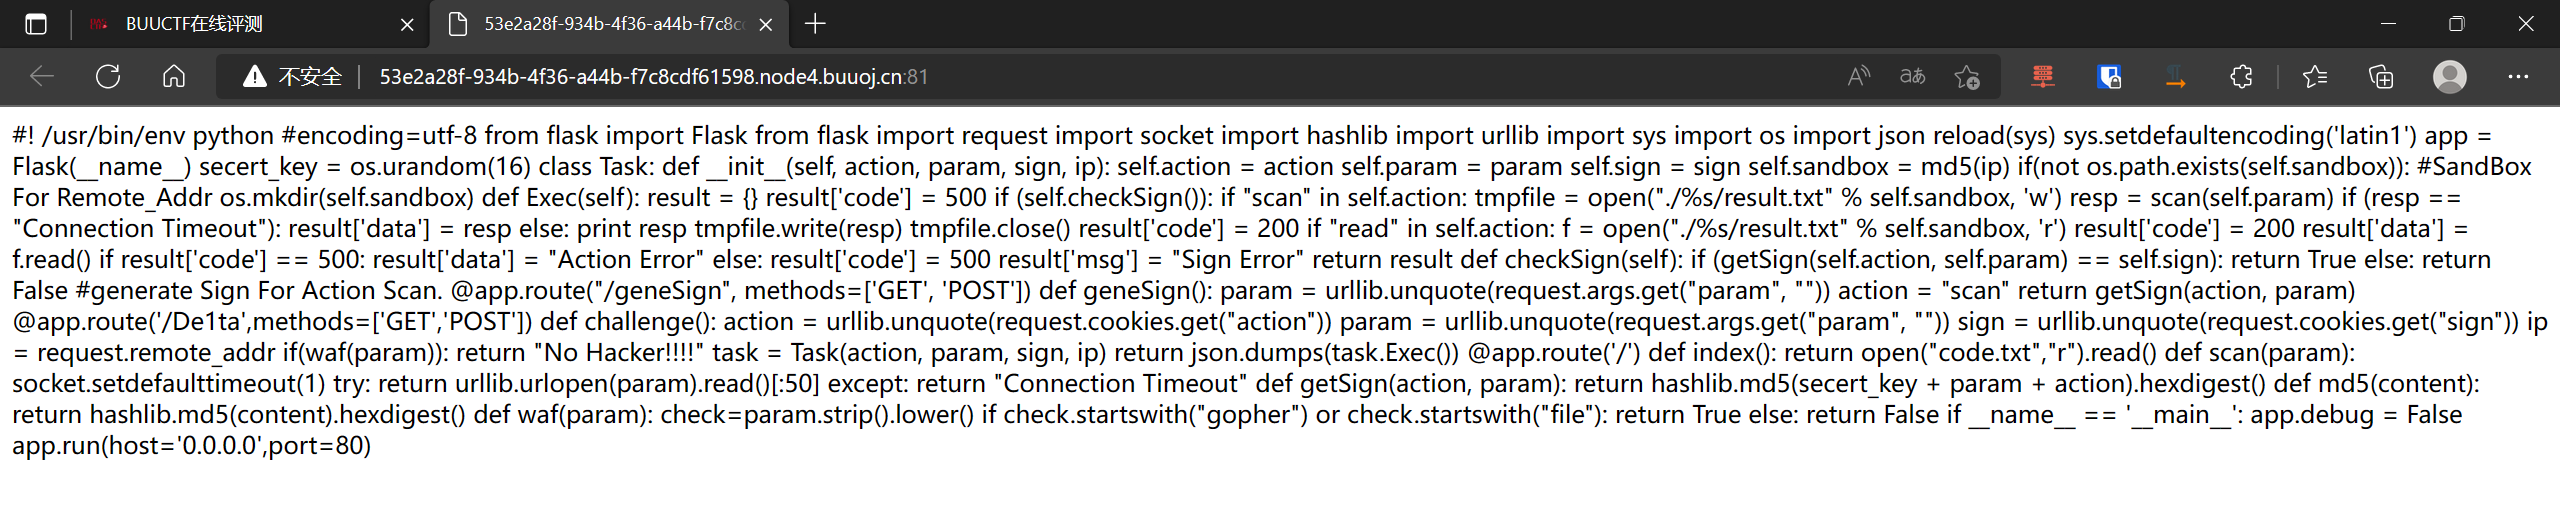 BUUCTF在线评测
53e2a28f-934b-4f36-a44b-f7c8c
不安全
53e2a28f-934b-4f36-a44b-f7c8cdf61598.node4.buuoj.cn:81
#! /usr/bin/env python #encoding=utf-8 from flask import Flask from flask import request import socket import hashlib import urllib import sys import os import json reload(sys) sys.setdefaultencoding('latin1') app =
Flask(__name__) secert_key = os.urandom(16) class Task: def __init__(self, action, param, sign, ip): self.action = action self.param = param self.sign = sign self.sandbox = md5(ip) if(not os.path.exists(self.sandbox)): #SandBox
For Remote_Addr os.mkdir(self.sandbox) def Exec(self): result = {} result['code'] = 500 if (self.checkSign()): if "scan" in self.action: tmpfile = open("./%s/result.txt" % self.sandbox, 'w') resp = scan(self.param) if (resp ==
"Connection Timeout"): result['data'] = resp else: print resp tmpfile.write(resp) tmpfile.close() result['code'] = 200 if "read" in self.action: f = open("./%s/result.txt" % self.sandbox, 'r') result['code'] = 200 result['data'] =
f.read() if result['code'] == 500: result['data'] = "Action Error" else: result['code'] = 500 result['msg'] = "Sign Error" return result def checkSign(self): if (getSign(self.action, self.param) == self.sign): return True else: return
False #generate Sign For Action Scan. @app.route("/geneSign", methods=['GET', 'POST']) def geneSign(): param = urllib.unquote(request.args.get("param", "")) action = "scan" return getSign(action, param)
@app.route('/De1ta',methods=['GET','POST']) def challenge(): action = urllib.unquote(request.cookies.get("action")) param = urllib.unquote(request.args.get("param", "")) sign = urllib.unquote(request.cookies.get("sign")) ip
= request.remote_addr if(waf(param)): return "No Hacker!!!!" task = Task(action, param, sign, ip) return json.dumps(task.Exec()) @app.route('/') def index(): return open("code.txt","r").read() def scan(param):
socket.setdefaulttimeout(1) try: return urllib.urlopen(param).read()[:50] except: return "Connection Timeout" def getSign(action, param): return hashlib.md5(secert_key + param + action).hexdigest() def md5(content):
return hashlib.md5(content).hexdigest() def waf(param): check=param.strip().lower() if check.startswith("gopher") or check.startswith("file"): return True else: return False if __name__ == '__main__': app.debug = False
app.run(host='0.0.0.0',port=80)